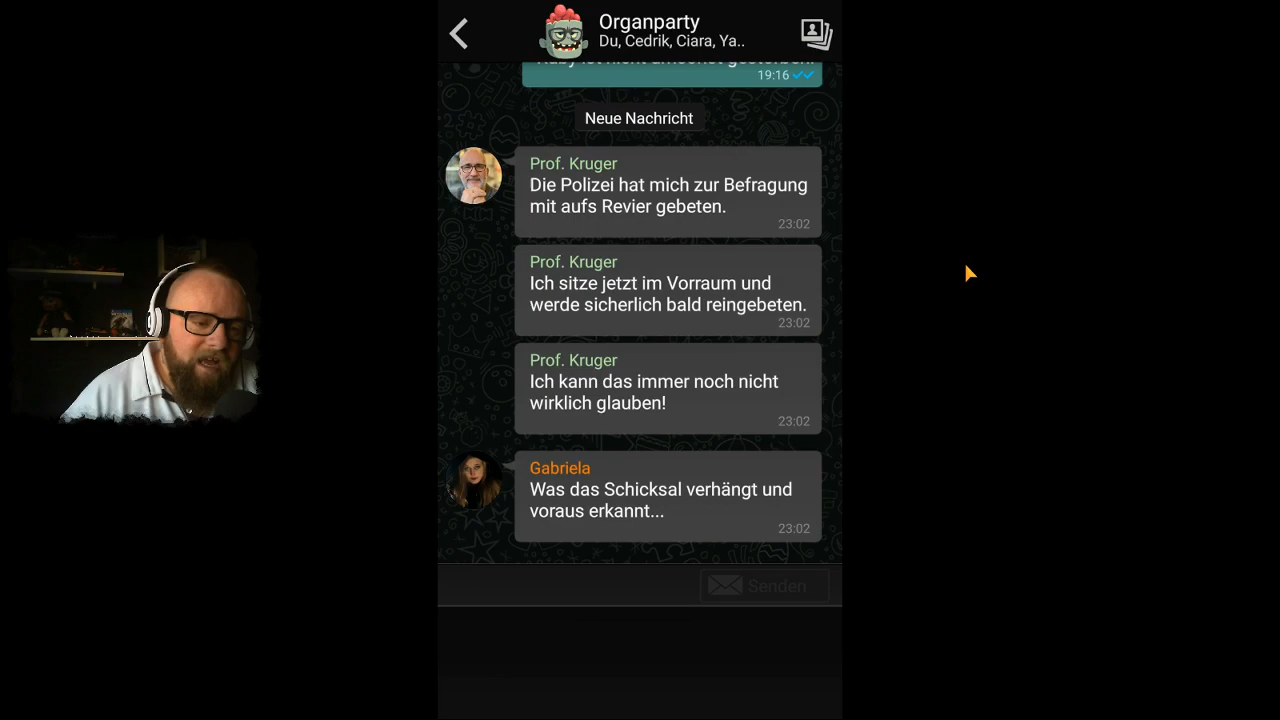 Organparty
Du, Cedrik, Ciara, Ya..
19:16
Neue Nachricht
Prof. Kruger
Die Polizei hat mich zur Befragung
mit aufs Revier gebeten.
23:02
Prof. Kruger
Ich sitze jetzt im Vorraum und
werde sicherlich bald reingebeten.
23:02
Prof. Kruger
Ich kann das immer noch nicht
wirklich glauben!
23:02
Gabriela
Was das Schicksal verhängt und
voraus erkannt...
23:02
Senden